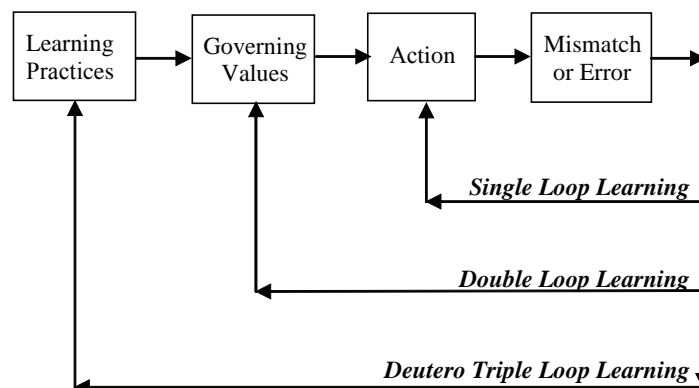 Learning
Practices
Governing
Values
Action
Mismatch
or Error
Single Loop Learning
Double Loop Learning
Deutero Triple Loop Learning